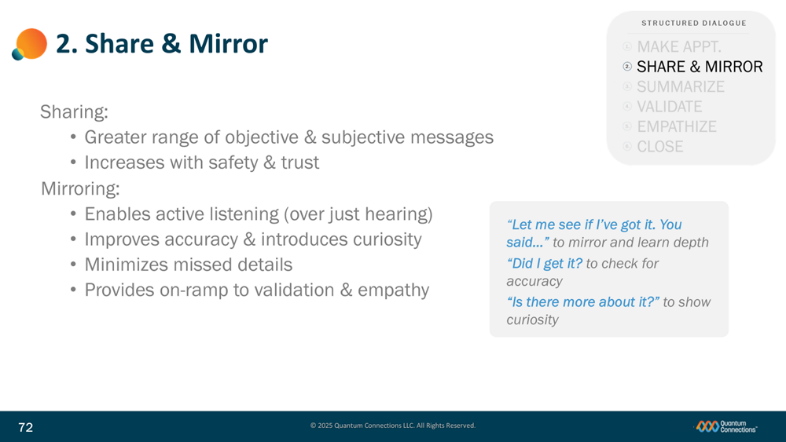 2. Share & Mirror
STRUCTURED DIALOGUE
1. MAKE APPT.
2. SHARE & MIRROR
SUMMARIZE
VALIDATE
EMPATHIZE
CLOSE
Sharing:
• Greater range of objective & subjective messages
• Increases with safety & trust
Mirroring:
• Enables active listening (over just hearing)
• Improves accuracy & introduces curiosity
• Minimizes missed details
• Provides on-ramp to validation & empathy
“Let me see if I’ve got it. You
said...” to mirror and learn depth
“Did I get it? to check for
accuracy
“Is there more about it?” to show
curiosity
72
© 2025 Quantum Connections LLC. All Rights Reserved.
Quantum
Connections™